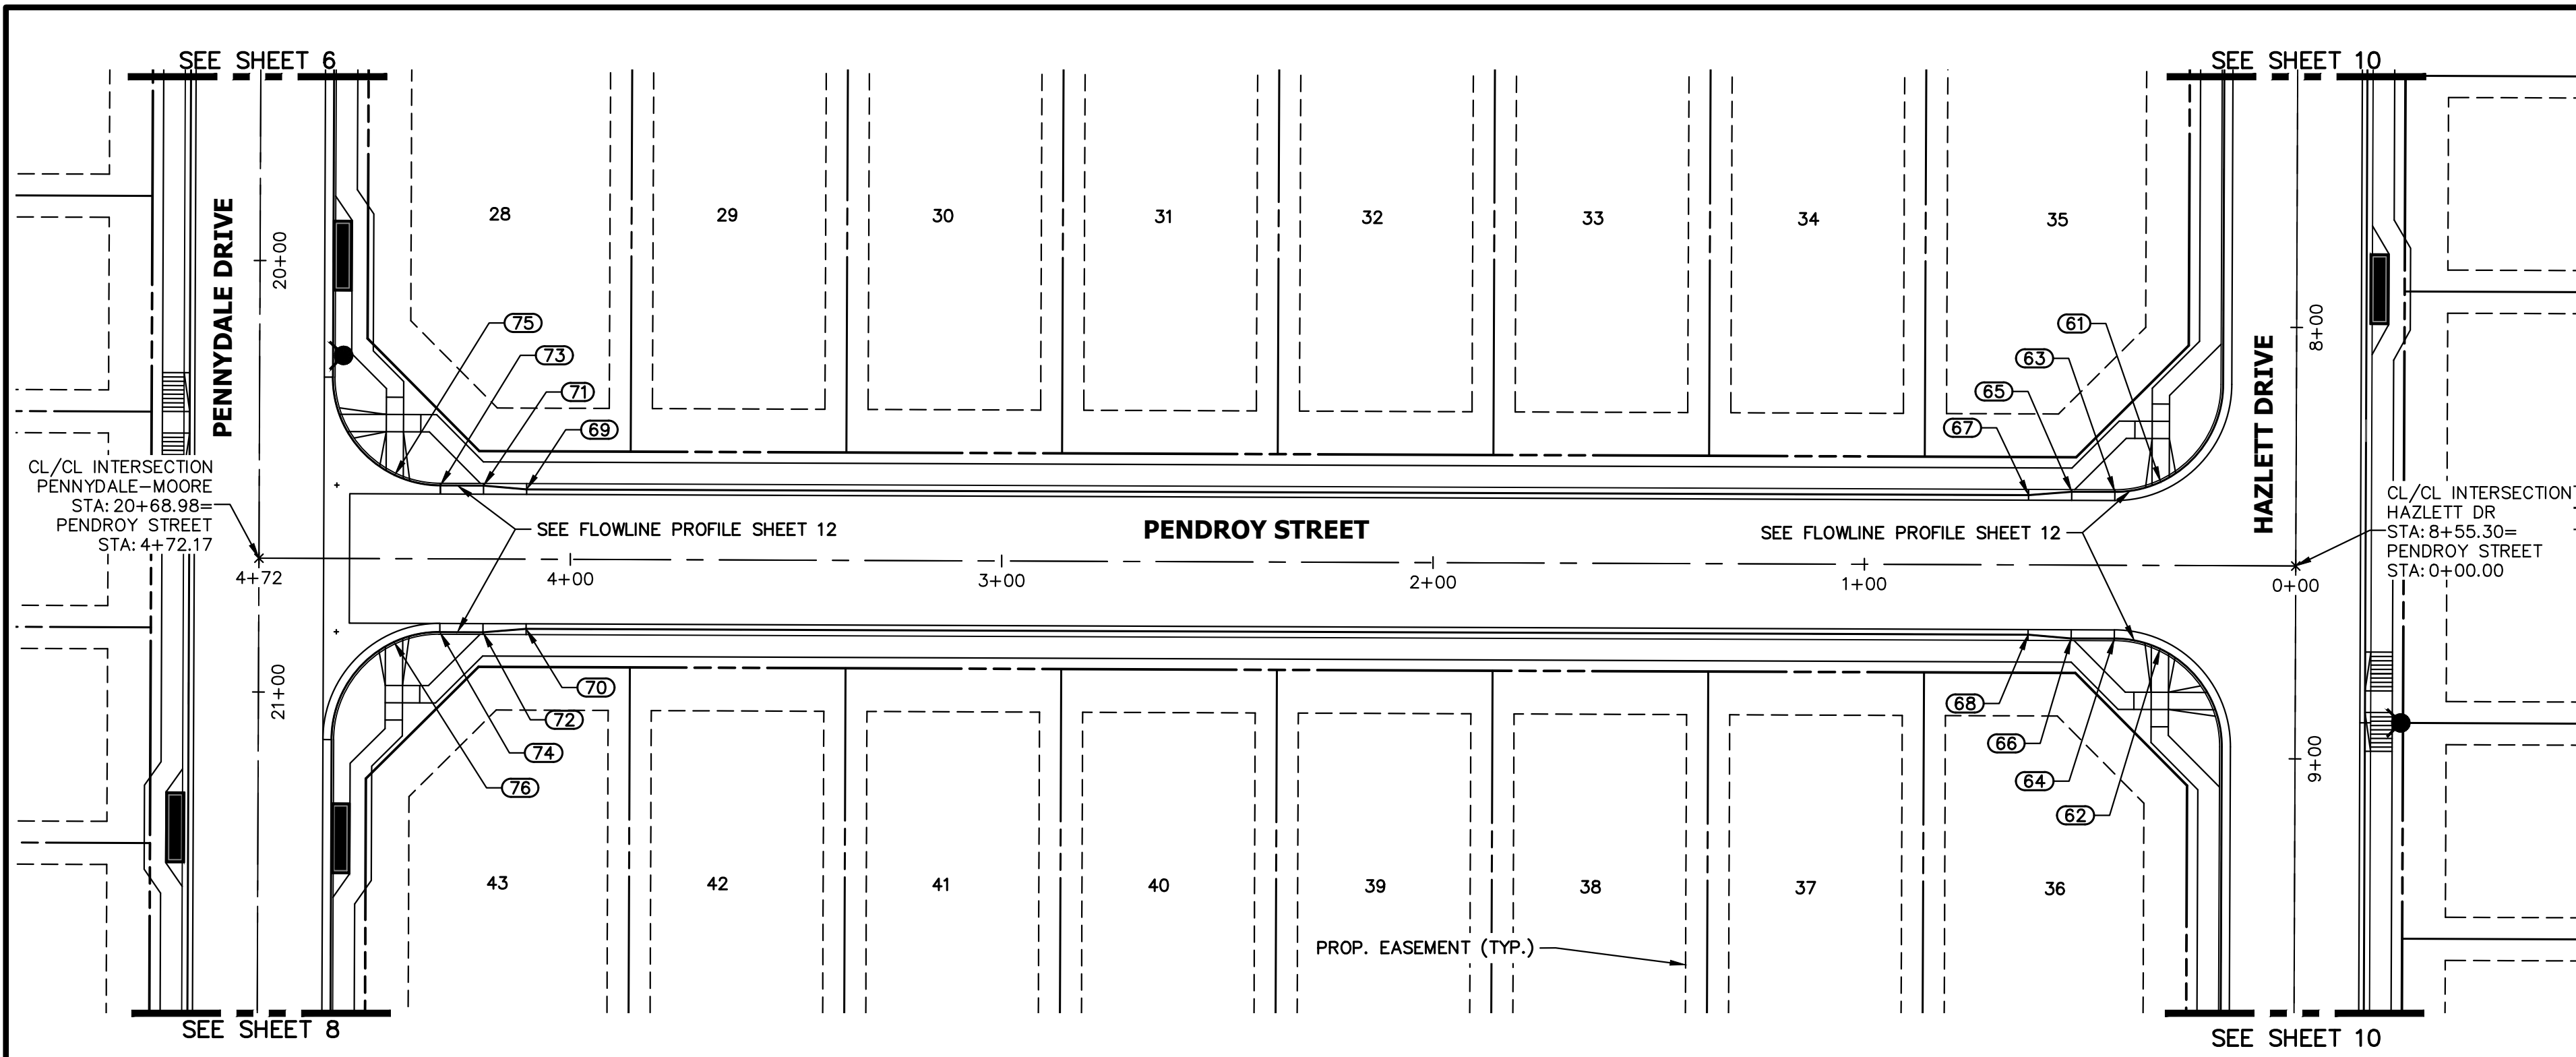 SEE SHEET 6
SEE SHEET 10
PENNYDALE DRIVE
20+00
28
29
30
31
32
33
34
35
HAZLETT DRIVE
8+00
75
73
71
69
61
63
65
67
CL/CL INTERSECTION
PENNYDALE-MOORE
STA: 20+68.98=
PENDROY STREET
STA: 4+72.17
SEE FLOWLINE PROFILE SHEET 12
PENDROY STREET
SEE FLOWLINE PROFILE SHEET 12
CL/CL INTERSECTION
HAZLETT DR
STA: 8+55.30=
PENDROY STREET
STA: 0+00.00
4+72
4+00
3+00
2+00
1+00
0+00
21+00
9+00
70
72
74
76
68
66
64
62
43
42
41
40
39
38
37
36
PROP. EASEMENT (TYP.)
SEE SHEET 8
SEE SHEET 10